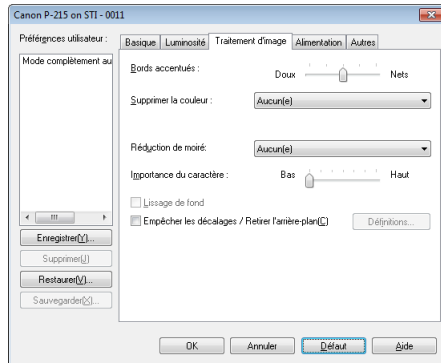 Canon P-215 on STI - 0011
Préférences utilisateur :
Mode complètement au
Enregistrer(Y)...
Supprimer(J)
Restaurer(V)...
Sauvegarder(X)...
Basique Luminosité Traitement d'image Alimentation Autres
Bords accentués : Doux Nets
Supprimer la couleur : Aucun(e)
Réduction de moiré: Aucun(e)
Importance du caractère : Bas Haut
Lissage de fond
Empêcher les décalages / Retirer l'arrière-plan(C) Définitions...
OK Annuler Défaut Aide